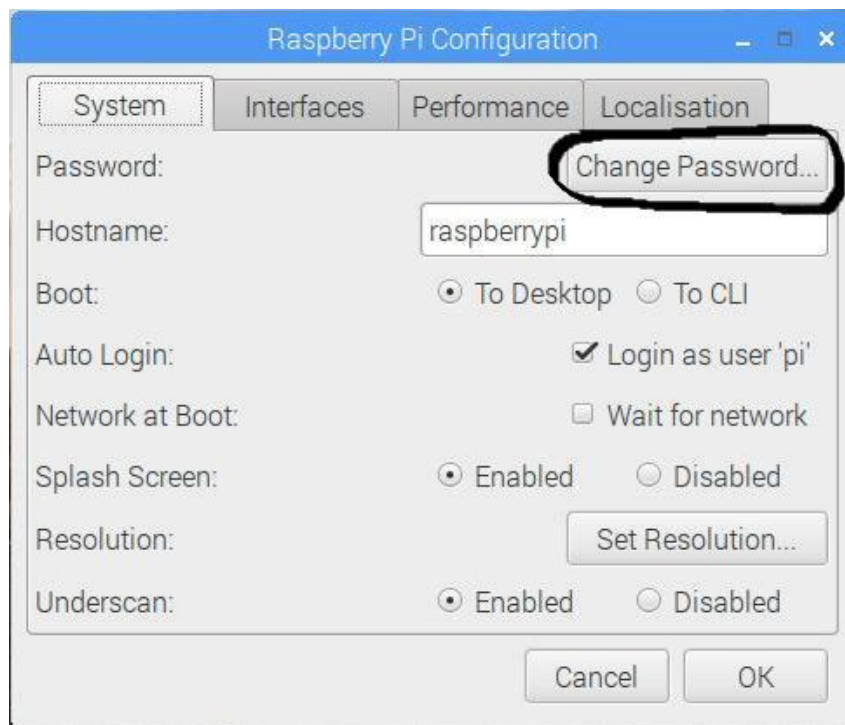 Raspberry Pi Configuration
System Interfaces Performance Localisation
Password: Change Password...
Hostname: raspberrypi
Boot: To Desktop To CLI
Auto Login: Login as user 'pi'
Network at Boot: Wait for network
Splash Screen: Enabled Disabled
Resolution: Set Resolution...
Underscan: Enabled Disabled
Cancel OK